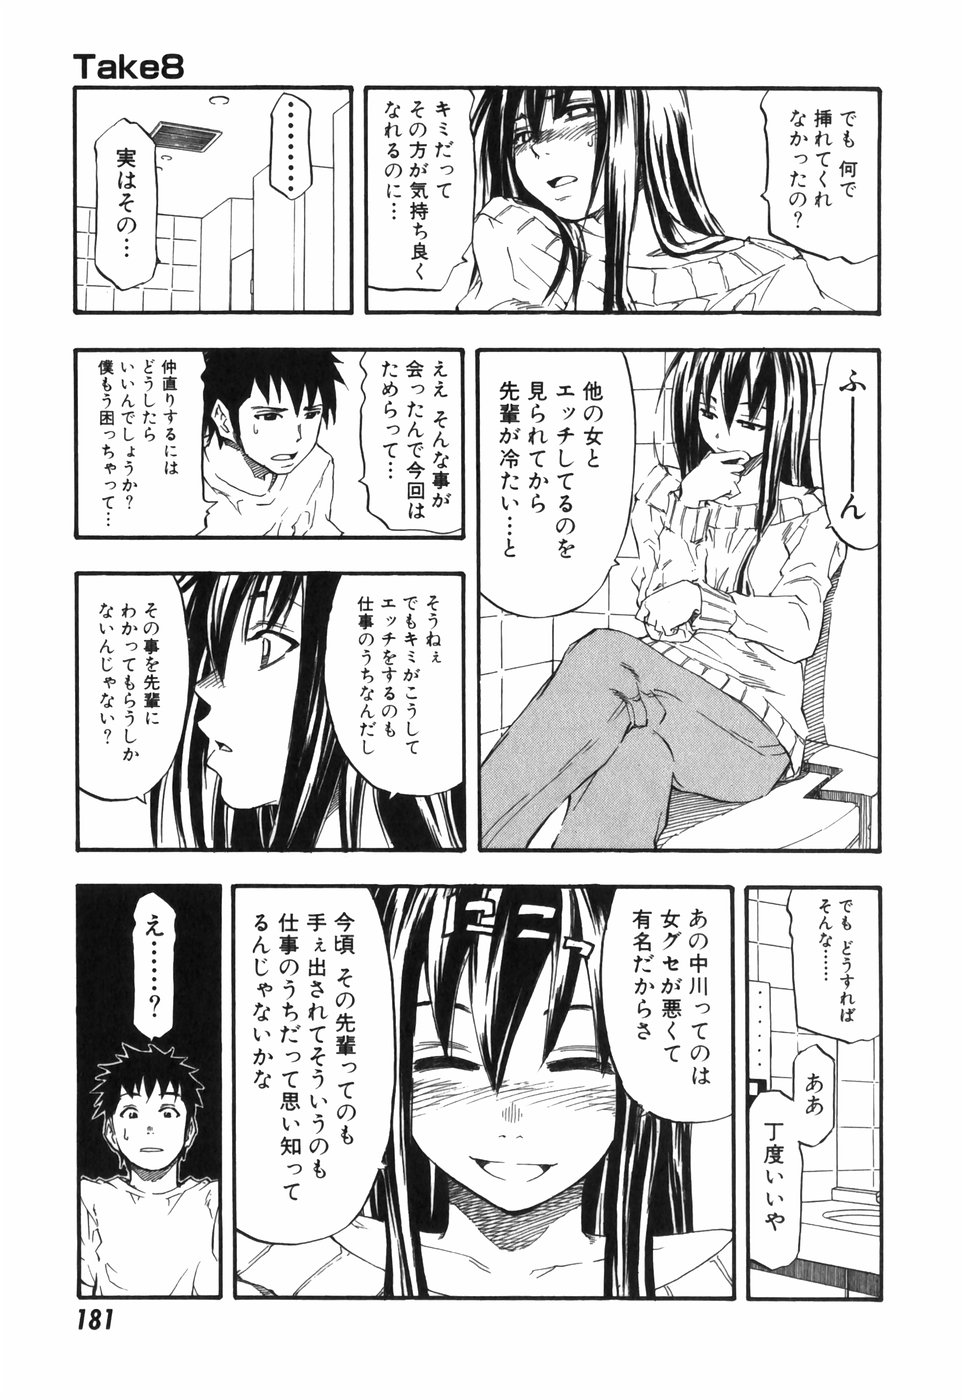 Take8
でも 何で
挿れてくれ
なかったの?
キミだって
その方が気持ち良く
なれるのに…
………
実はその…
ふーーん
他の女と
エッチしてるのを
見られてから
先輩が冷たい…と
ええ そんな事が
会ったんで今回は
ためらって…
仲直りするには
どうしたら
いいんでしょうか?
僕もう困っちゃって…
そうねぇ
でもキミがこうして
エッチをするのも
仕事のうちなんだし
その事を先輩に
わかってもらうしか
ないんじゃない?
でも どうすれば
そんな……
ああ
丁度いいや
あの中川ってのは
女グセが悪くて
有名だからさ
にこっ
今頃 その先輩ってのも
手ぇ出されてそういうのも
仕事のうちだって思い知って
るんじゃないかな
え……?
181